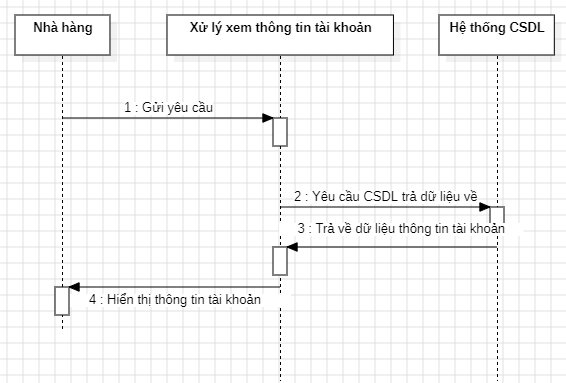 Nhà hàng
Xử lý xem thông tin tài khoản
Hệ thống CSDL
1 : Gửi yêu cầu
2 : Yêu cầu CSDL trả dữ liệu về
3 : Trả về dữ liệu thông tin tài khoản
4 : Hiển thị thông tin tài khoản